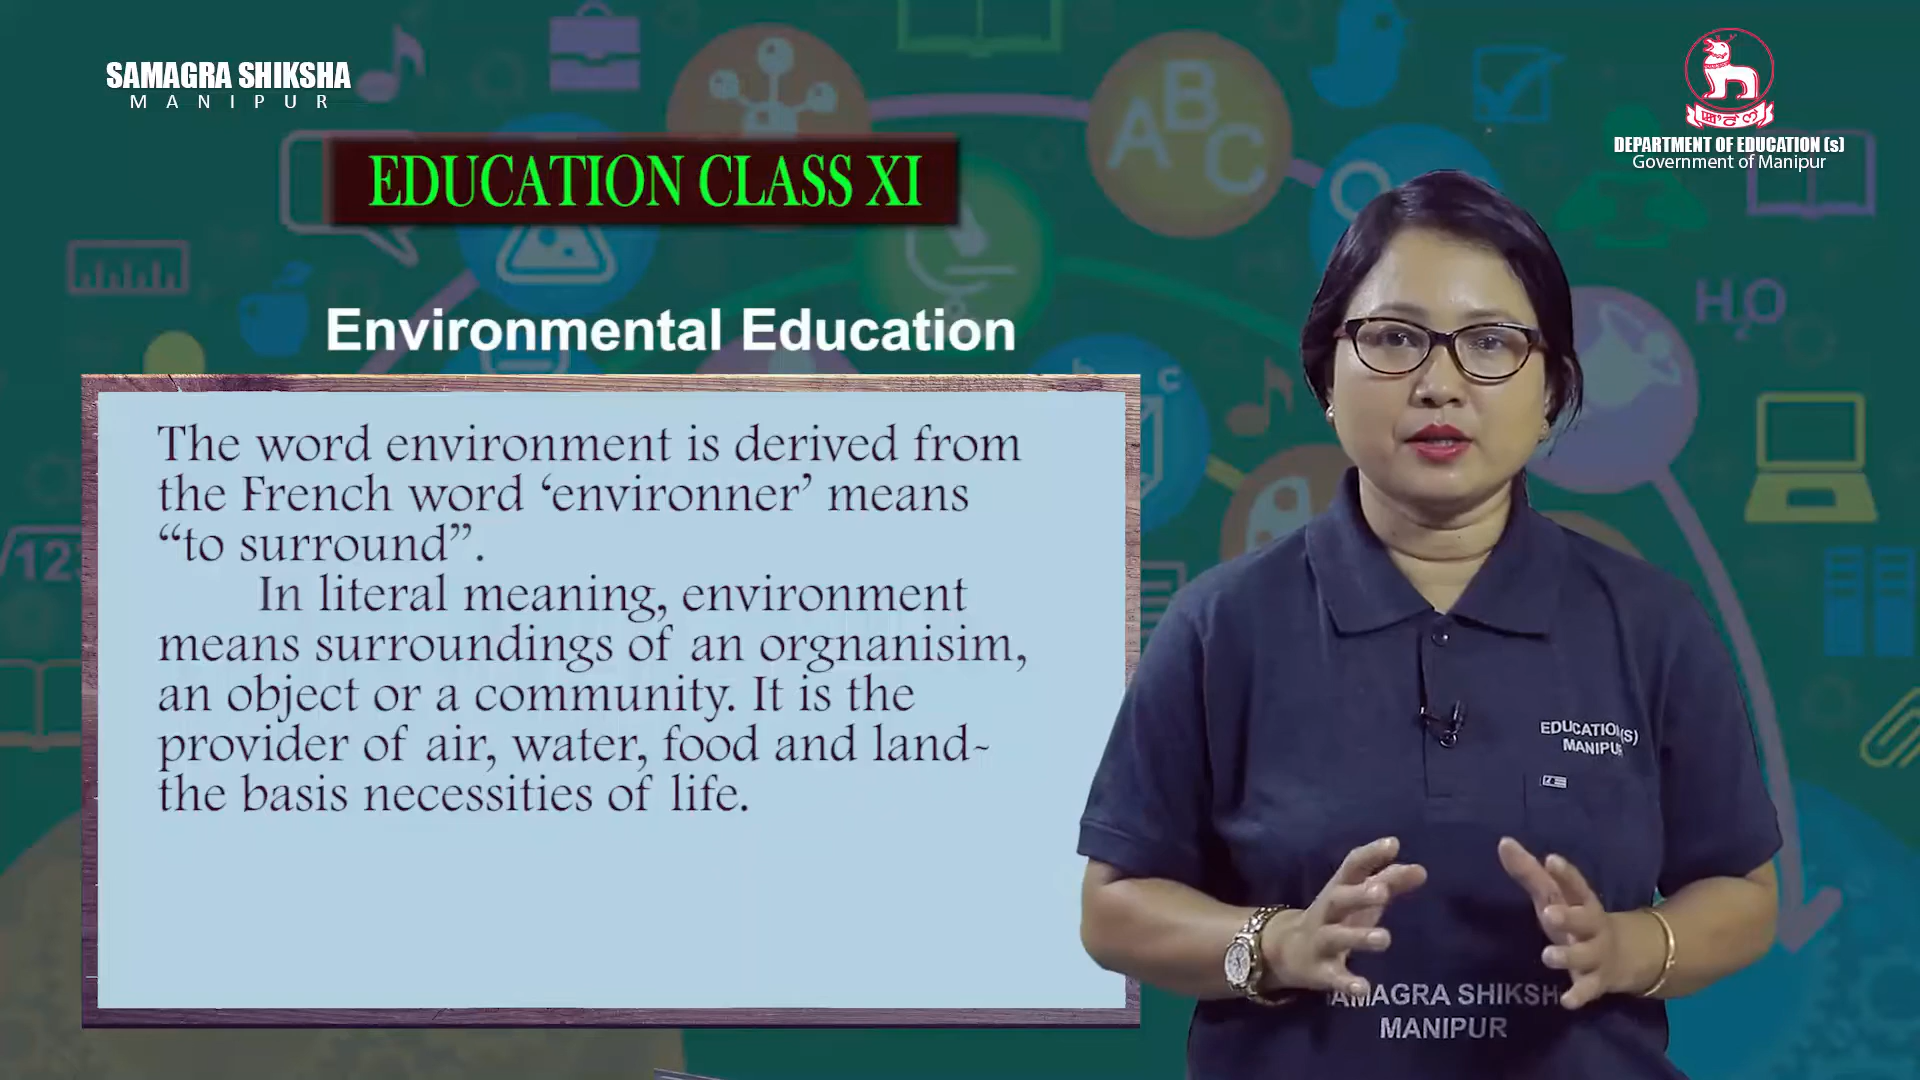 SAMAGRA SHIKSHA
MANIPUR
DEPARTMENT OF EDUCATION (s)
Government of Manipur
EDUCATION CLASS XI
ABC
H2O
Environmental Education
The word environment is derived from
the French word ‘environner’ means
“to surround”.
In literal meaning, environment
means surroundings of an orgnanisim,
an object or a community. It is the
provider of air, water, food and land-
the basis necessities of life.
EDUCATION(S)
MANIPUR
SAMAGRA SHIKSHA
MANIPUR